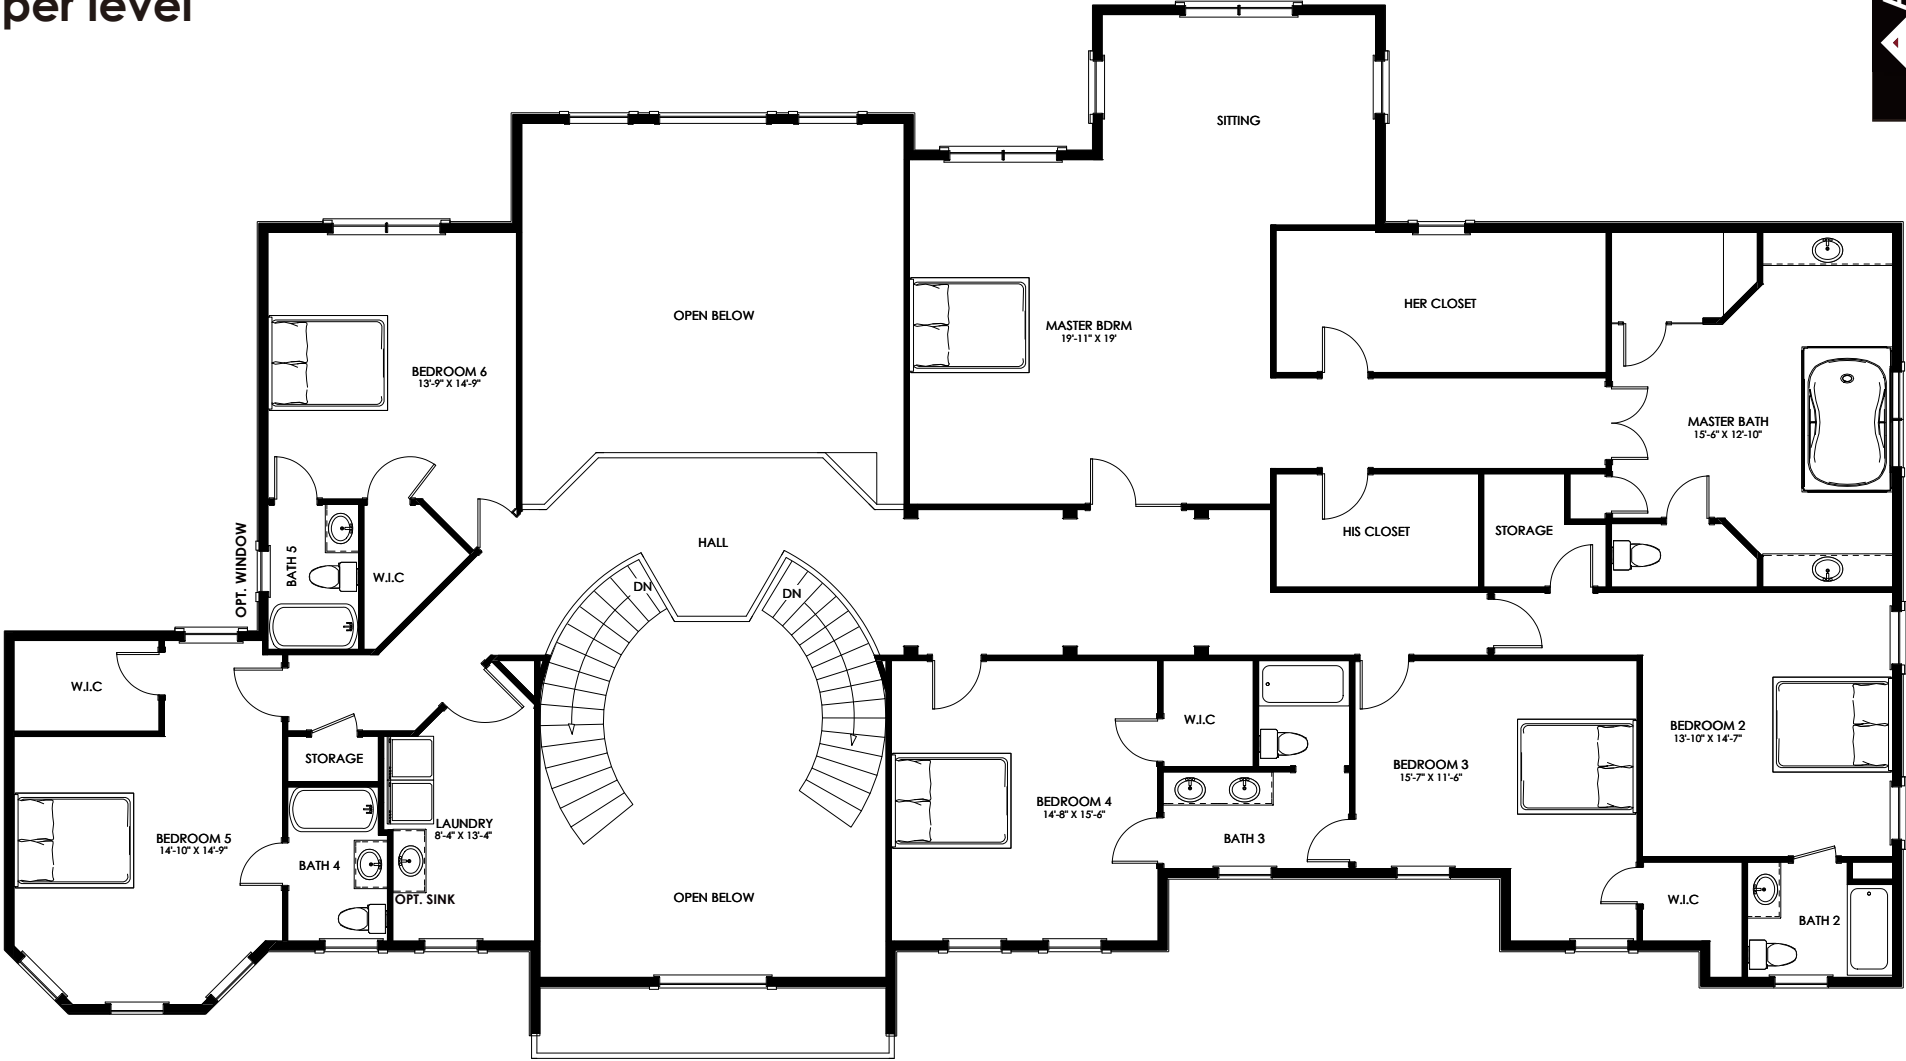 per level
SITTING
OPEN BELOW
MASTER BDRM
19'-11" X 19'
HER CLOSET
BEDROOM 6
13'-9" X 14'-9"
MASTER BATH
15'-6" X 12'-10"
HIS CLOSET
STORAGE
HALL
OPT. WINDOW
BATH 5
W.I.C
DN
DN
W.I.C
W.I.C
STORAGE
BEDROOM 2
13'-10" X 14'-7"
BEDROOM 3
15'-7" X 11'-6"
BEDROOM 4
14'-8" X 15'-6"
LAUNDRY
8'-4" X 13'-4"
BEDROOM 5
14'-10" X 14'-9"
BATH 3
BATH 4
OPT. SINK
OPEN BELOW
W.I.C
BATH 2